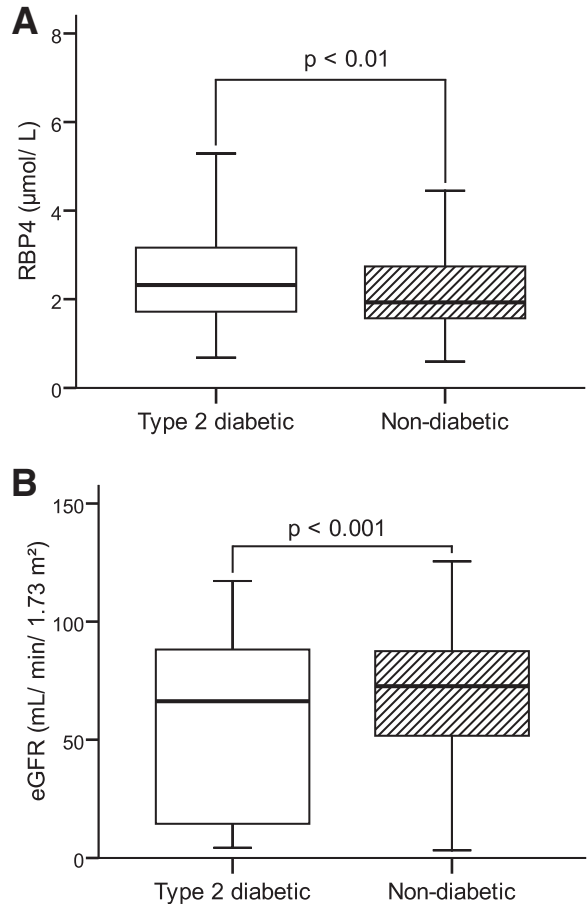 A
8
p < 0.01
6
RBP4 (µmol/ L)
4
2
0
Type 2 diabetic Non-diabetic
B
150
p < 0.001
100
eGFR (mL/ min/ 1.73 m²)
50
0
Type 2 diabetic Non-diabetic